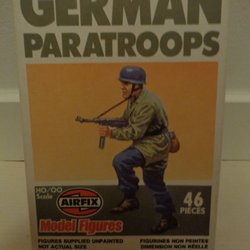 GERMAN
PARATROOPS
HO/OO
Scale
AIRFIX
Model Figures
46
PIECES
FIGURES SUPPLIED UNPAINTED
NOT ACTUAL SIZE
FIGURINES NON PEINTES
DIMENSION NON RÉELLE